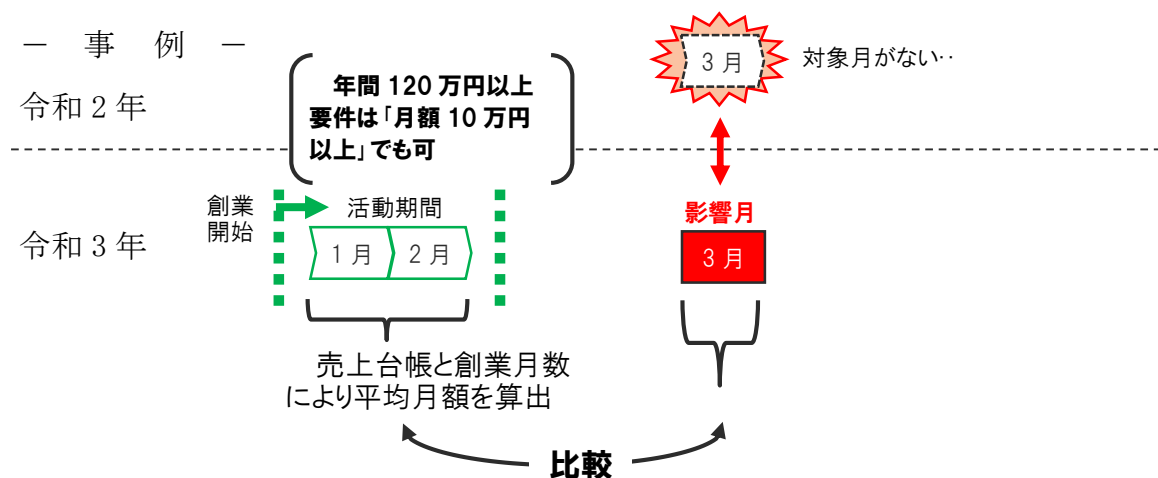 － 事 例 －
令和２年
年間 120 万円以上
要件は「月額 10 万円
以上」でも可
３月
対象月がない‥
令和３年
創業
開始
活動期間
１月
２月
影響月
３月
売上台帳と創業月数
により平均月額を算出
比較